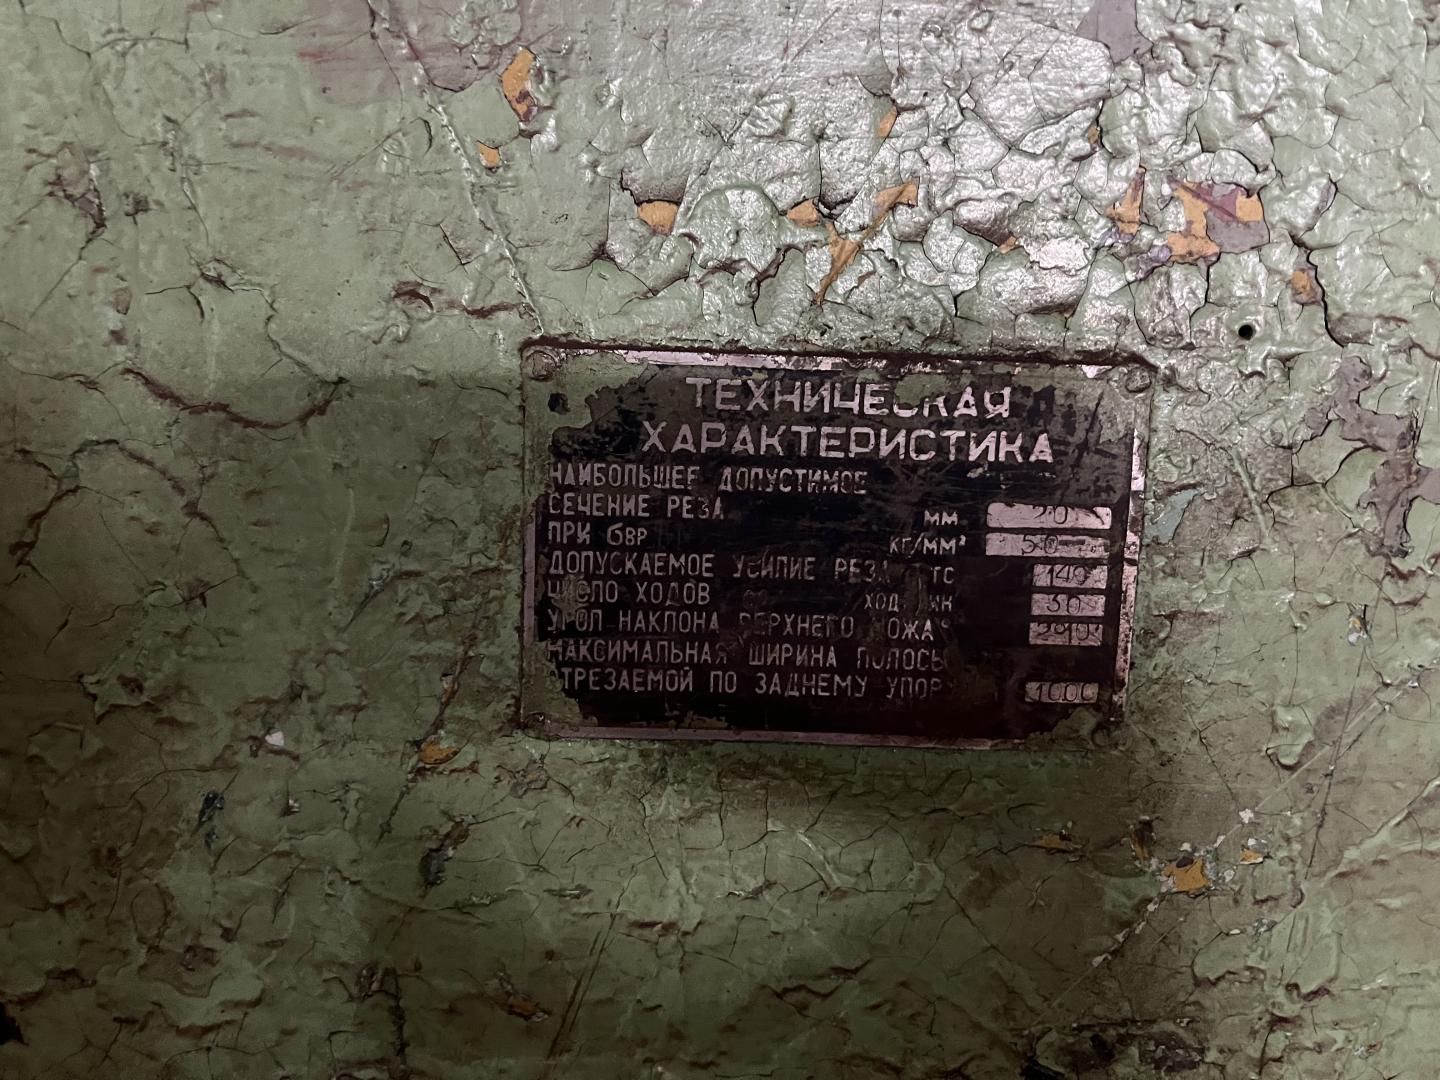 ТЕХНИЧЕСКАЯ
ХАРАКТЕРИСТИКА
НАИБОЛЬШЕЕ ДОПУСТИМОЕ
СЕЧЕНИЕ РЕЗА мм 20
ПРИ бвр кг/мм² 50
ДОПУСКАЕМОЕ УСИЛИЕ РЕЗА тс 140
ЧИСЛО ХОДОВ 30
УГОЛ НАКЛОНА ВЕРХНЕГО НОЖА°
МАКСИМАЛЬНАЯ ШИРИНА ПОЛОСЫ
ОТРЕЗАЕМОЙ ПО ЗАДНЕМУ УПОРУ 1000